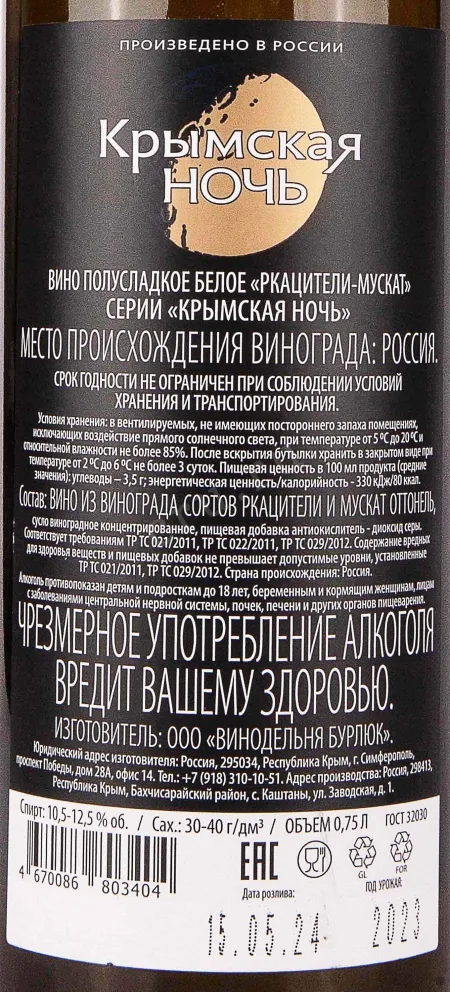 ПРОИЗВЕДЕНО В РОССИИ
Крымская
НОЧЬ
ВИНО ПОЛУСЛАДКОЕ БЕЛОЕ «РКАЦИТЕЛИ-МУСКАТ»
СЕРИИ «КРЫМСКАЯ НОЧЬ»
МЕСТО ПРОИСХОЖДЕНИЯ ВИНОГРАДА: РОССИЯ.
СРОК ГОДНОСТИ НЕ ОГРАНИЧЕН ПРИ СОБЛЮДЕНИИ УСЛОВИЙ
ХРАНЕНИЯ И ТРАНСПОРТИРОВАНИЯ.
Условия хранения: в вентилируемых, не имеющих постороннего запаха помещениях,
исключающих воздействие прямого солнечного света, при температуре от 5 ºС до 20 ºС и
относительной влажности не более 85%. После вскрытия бутылки хранить в закрытом виде при
температуре от 2 ºС до 6 ºС не более 3 суток. Пищевая ценность в 100 мл продукта (средние
значения): углеводы – 3,5 г; энергетическая ценность/калорийность - 330 кДж/80 ккал.
Состав: ВИНО ИЗ ВИНОГРАДА СОРТОВ РКАЦИТЕЛИ И МУСКАТ ОТТОНЕЛЬ,
сусло виноградное концентрированное, пищевая добавка антиокислитель - диоксид серы.
Соответствует требованиям ТР ТС 021/2011, ТР ТС 022/2011, ТР ТС 029/2012. Содержание вредных
для здоровья веществ и пищевых добавок не превышает допустимые уровни, установленные
ТР ТС 021/2011, ТР ТС 029/2012. Страна происхождения: Россия.
Алкоголь противопоказан детям и подросткам до 18 лет, беременным и кормящим женщинам, лицам
с заболеваниями центральной нервной системы, почек, печени и других органов пищеварения.
ЧРЕЗМЕРНОЕ УПОТРЕБЛЕНИЕ АЛКОГОЛЯ
ВРЕДИТ ВАШЕМУ ЗДОРОВЬЮ.
ИЗГОТОВИТЕЛЬ: ООО «ВИНОДЕЛЬНЯ БУРЛЮК».
Юридический адрес изготовителя: Россия, 295034, Республика Крым, г. Симферополь,
проспект Победы, дом 28А, офис 14. Тел.: +7 (918) 310-10-51. Адрес производства: Россия, 298413,
Республика Крым, Бахчисарайский район, с. Каштаны, ул. Заводская, д. 1.
Спирт: 10,5-12,5 % об. / Сах.: 30-40 г/дм³ / ОБЪЕМ 0,75 Л ГОСТ 32030
4 670086 803404
ЕАС
GL
FOR
Дата розлива:
ГОД УРОЖАЯ:
15.05.24
2023